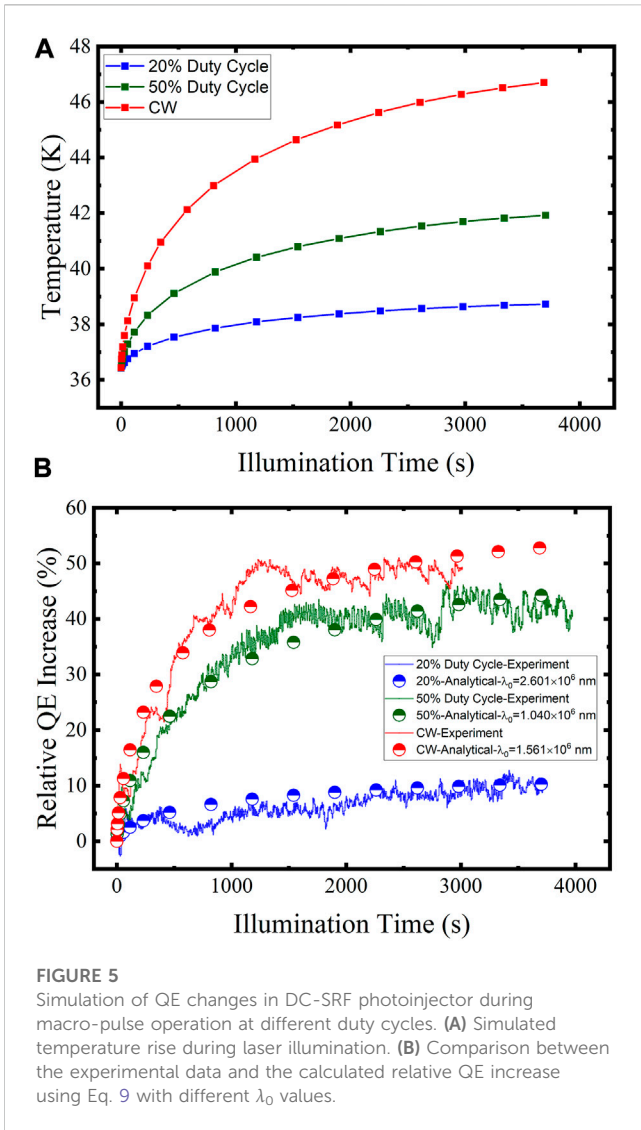 A
48
46
44
42
40
38
36
Temperature (K)
20% Duty Cycle
50% Duty Cycle
CW
0 1000 2000 3000 4000
Illumination Time (s)
B
60
50
40
30
20
10
0
Relative QE Increase (%)
20% Duty Cycle-Experiment
20%-Analytical-λ₀=2.601×10⁶ nm
50% Duty Cycle-Experiment
50%-Analytical-λ₀=1.040×10⁶ nm
CW-Experiment
CW-Analytical-λ₀=1.561×10⁶ nm
0 1000 2000 3000 4000
Illumination Time (s)
FIGURE 5
Simulation of QE changes in DC-SRF photoinjector during
macro-pulse operation at different duty cycles. (A) Simulated
temperature rise during laser illumination. (B) Comparison between
the experimental data and the calculated relative QE increase
using Eq. 9 with different λ₀ values.